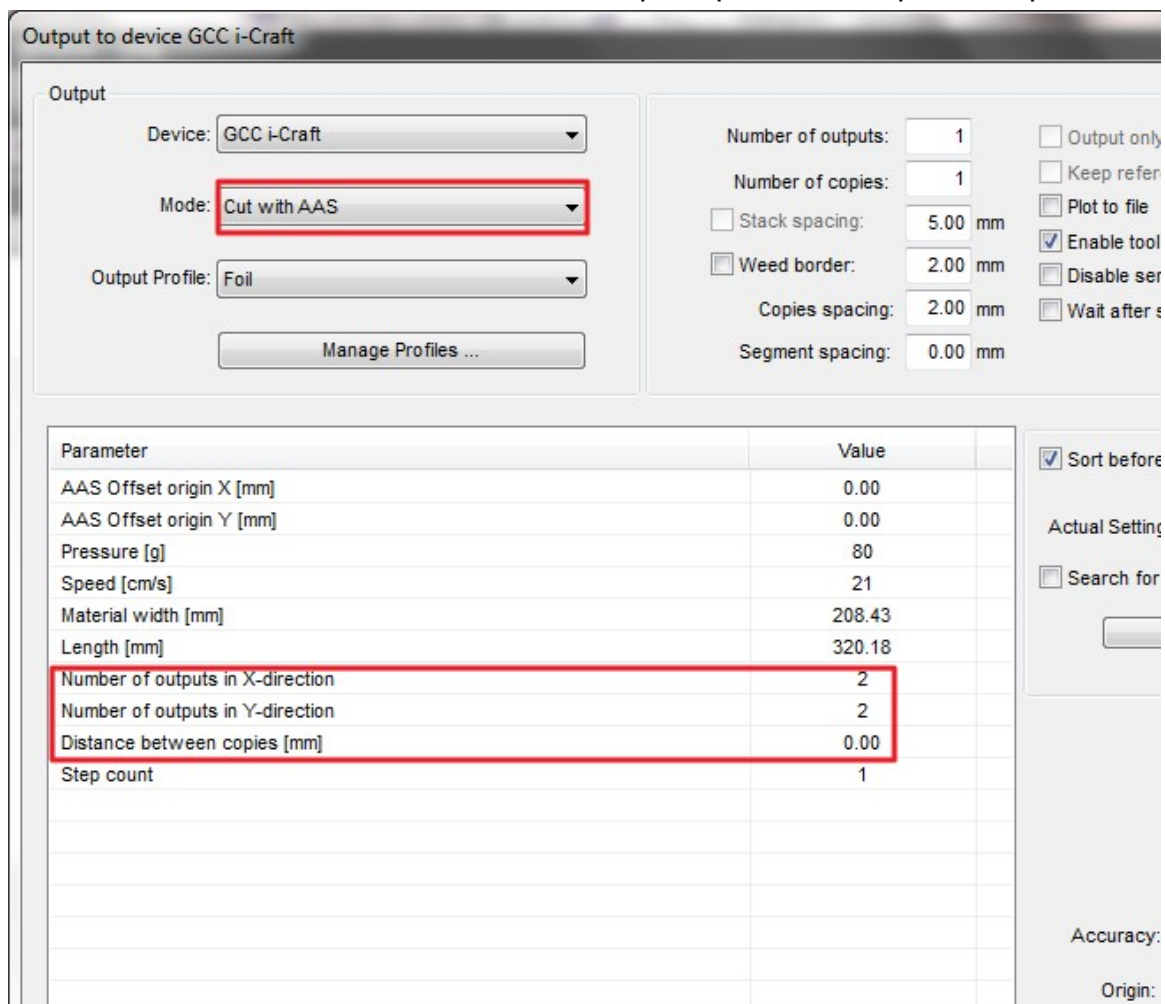 Output to device GCC i-Craft
Output
Device: GCC i-Craft
Mode: Cut with AAS
Output Profile: Foil
Manage Profiles ...
Number of outputs: 1
Number of copies: 1
Stack spacing: 5.00 mm
Weed border: 2.00 mm
Copies spacing: 2.00 mm
Segment spacing: 0.00 mm
Output only
Keep refer
Plot to file
Enable tool
Disable ser
Wait after s
Parameter Value
AAS Offset origin X [mm] 0.00
AAS Offset origin Y [mm] 0.00
Pressure [g] 80
Speed [cm/s] 21
Material width [mm] 208.43
Length [mm] 320.18
Number of outputs in X-direction 2
Number of outputs in Y-direction 2
Distance between copies [mm] 0.00
Step count 1
Sort before
Actual Setting
Search for
Accuracy:
Origin: